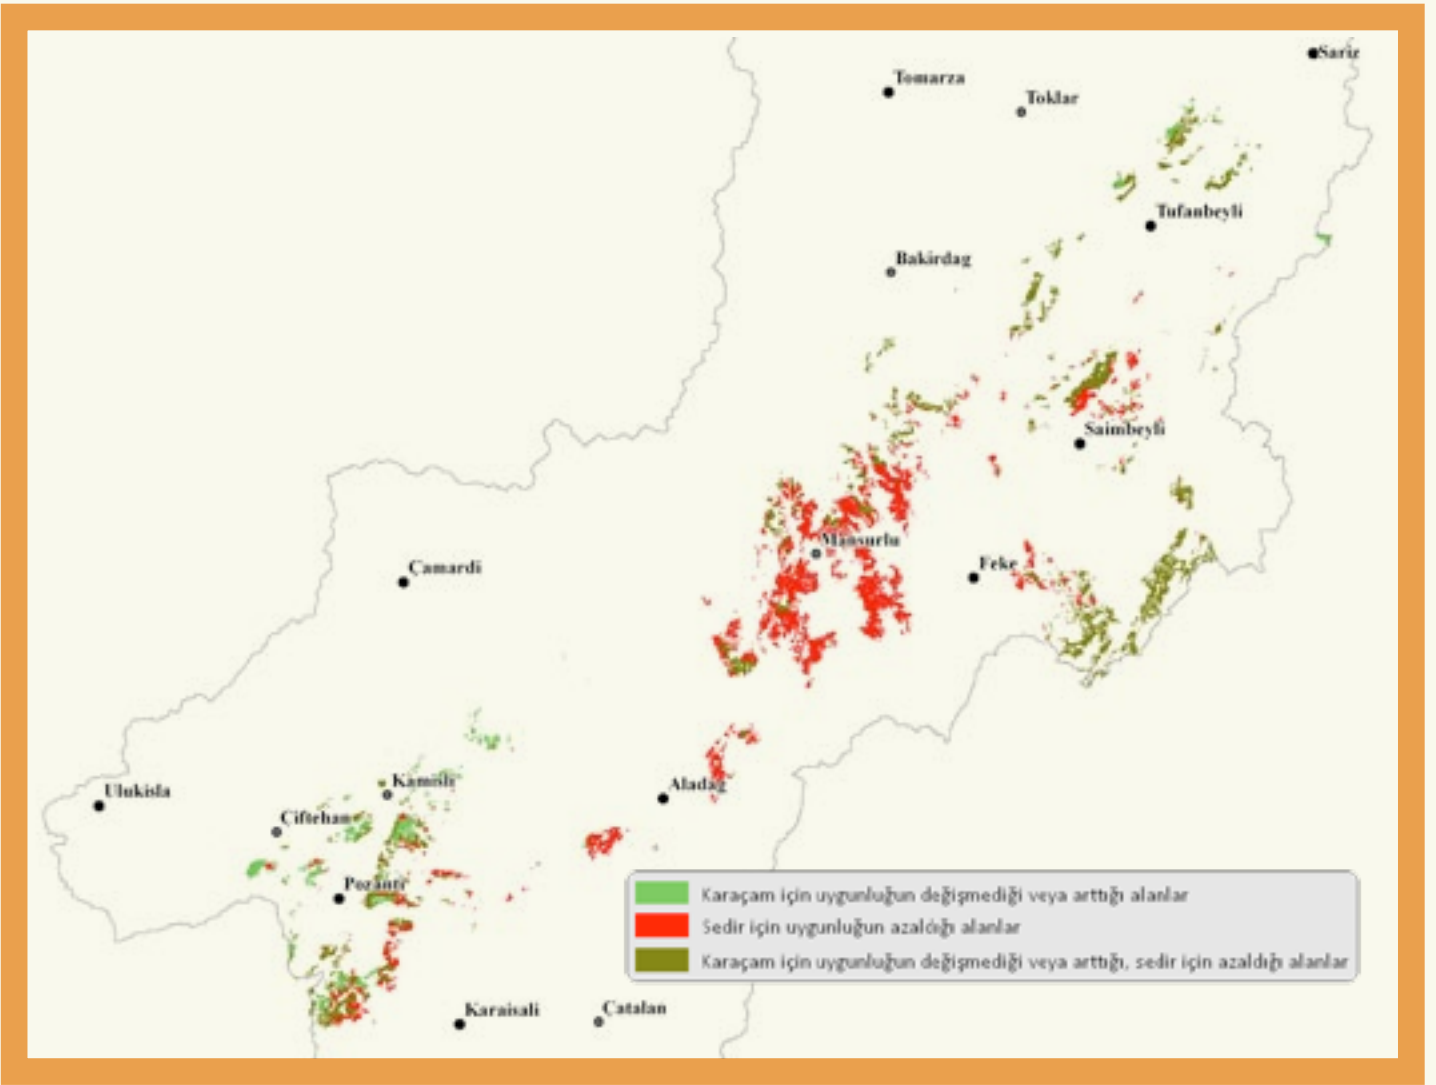 Sariz
Tomarza
Toklar
Tufanbeyli
Bakirdag
Saimbeyli
Mansurlu
Feke
Çamardi
Kamisli
Aladag
Ulukisla
Çiftehan
Pozanti
Karaçam için uygunluğun değişmediği veya arttığı alanlar
Sedir için uygunluğun azaldığı alanlar
Karaçam için uygunluğun değişmediği veya arttığı, sedir için azaldığı alanlar
Karaisali
Çatalan